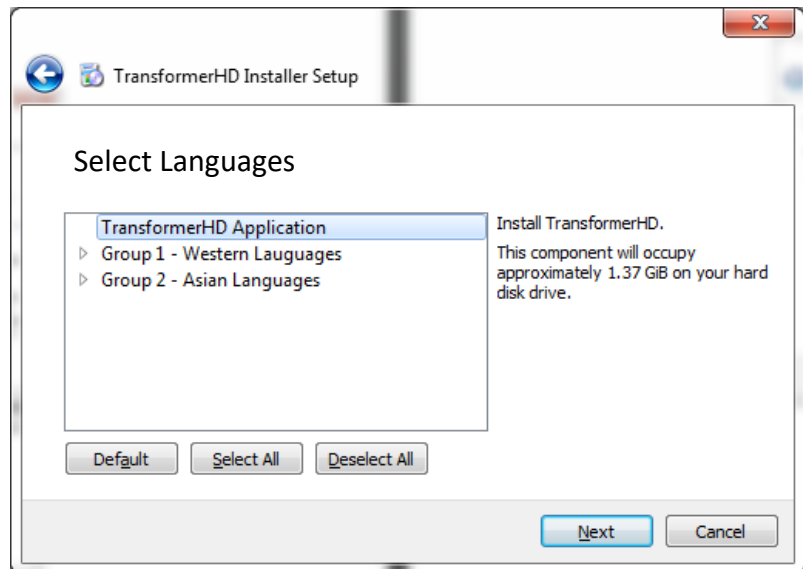 TransformerHD Installer Setup
Select Languages
TransformerHD Application
Group 1 - Western Lauguages
Group 2 - Asian Languages
Install TransformerHD.
This component will occupy
approximately 1.37 GiB on your hard
disk drive.
Default
Select All
Deselect All
Next
Cancel